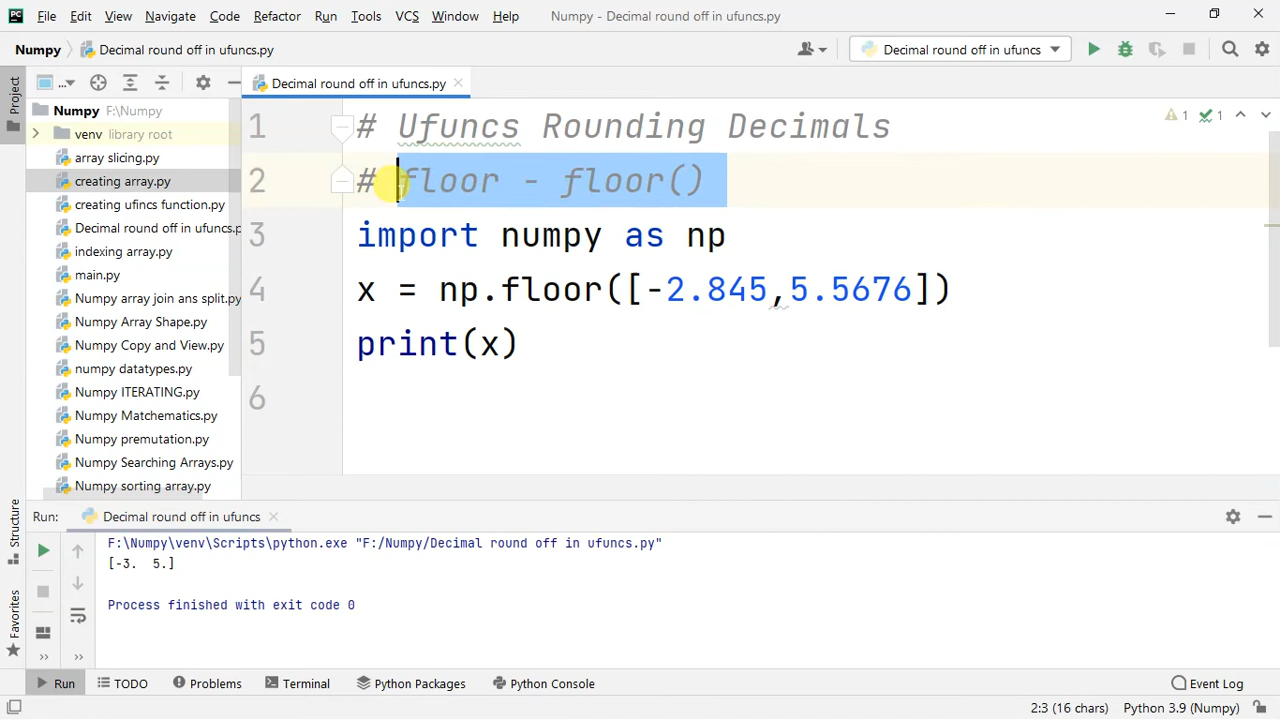 File Edit View Navigate Code Refactor Run Tools VCS Window Help Numpy - Decimal round off in ufuncs.py
Numpy Decimal round off in ufuncs.py Decimal round off in ufuncs
Project ... Decimal round off in ufuncs.py
Numpy F:\Numpy
venv library root
array slicing.py
creating array.py
creating ufincs function.py
Decimal round off in ufuncs.p
indexing array.py
main.py
Numpy array join ans split.py
Numpy Array Shape.py
Numpy Copy and View.py
numpy datatypes.py
Numpy ITERATING.py
Numpy Matchematics.py
Numpy premutation.py
Numpy Searching Arrays.py
Numpy sorting array.py
1 # Ufuncs Rounding Decimals
2 # floor - floor()
3 import numpy as np
4 x = np.floor([-2.845,5.5676])
5 print(x)
6
1 1
Structure
Favorites
Run: Decimal round off in ufuncs
F:\Numpy\venv\Scripts\python.exe "F:/Numpy/Decimal round off in ufuncs.py"
[-3. 5.]
Process finished with exit code 0
Run TODO Problems Terminal Python Packages Python Console Event Log
2:3 (16 chars) Python 3.9 (Numpy)